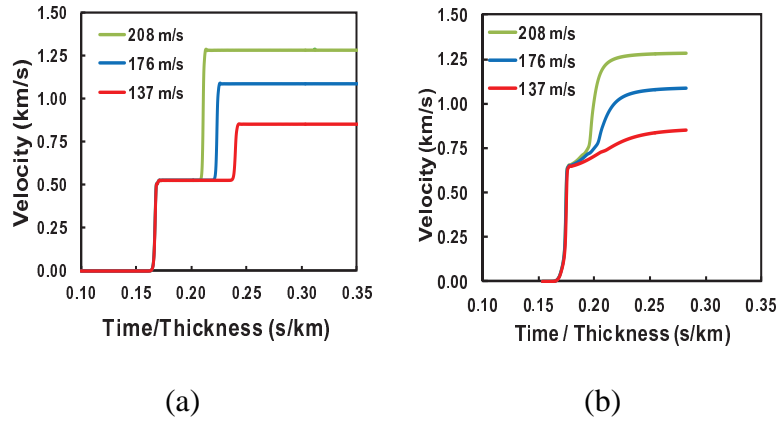 1.50
1.25
1.00
0.75
0.50
0.25
0.00
208 m/s
176 m/s
137 m/s
Velocity (km/s)
0.10 0.15 0.20 0.25 0.30 0.35
Time/Thickness (s/km)
(a)
1.50
1.25
1.00
0.75
0.50
0.25
0.00
208 m/s
176 m/s
137 m/s
Velocity (km/s)
0.10 0.15 0.20 0.25 0.30 0.35
Time / Thickness (s/km)
(b)